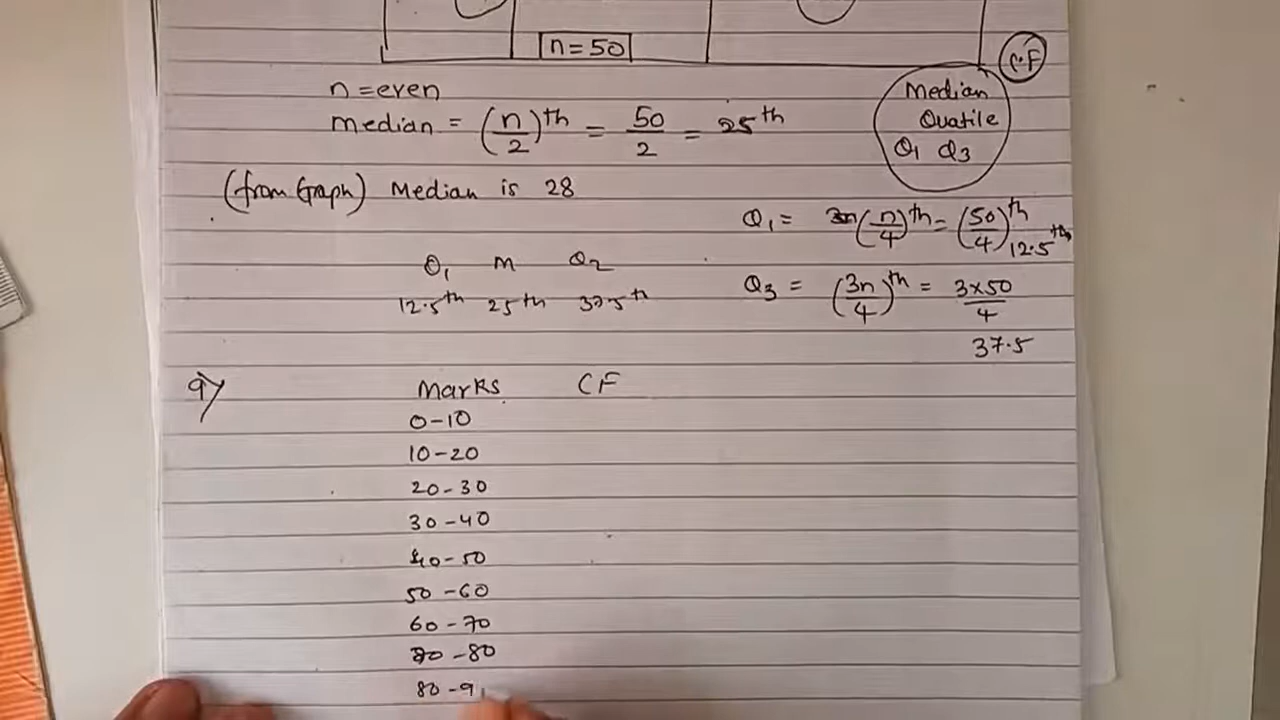 n=50
C.F
n = even
Median
median = (n/2)th = 50/2 = 25th
Quatile
Q1 Q3
(from Graph) Median is 28
Q1 = (n/4)th = (50/4)th 12.5th
Q1 m Q2
12.5th 25th 37.5th
Q3 = (3n/4)th = 3×50/4
37.5
9) Marks CF
0-10
10-20
20-30
30-40
40-50
50-60
60-70
70-80
80-9